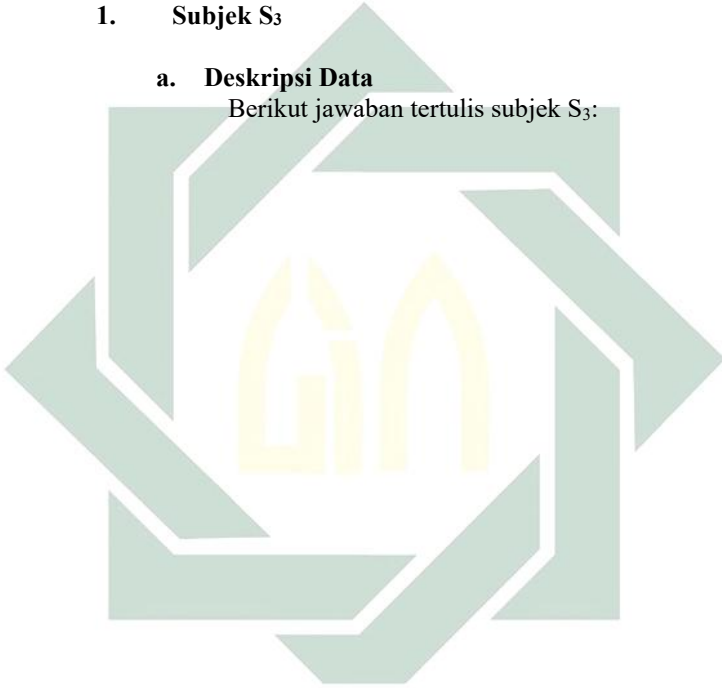 1. Subjek S₃
a. Deskripsi Data
Berikut jawaban tertulis subjek S₃: